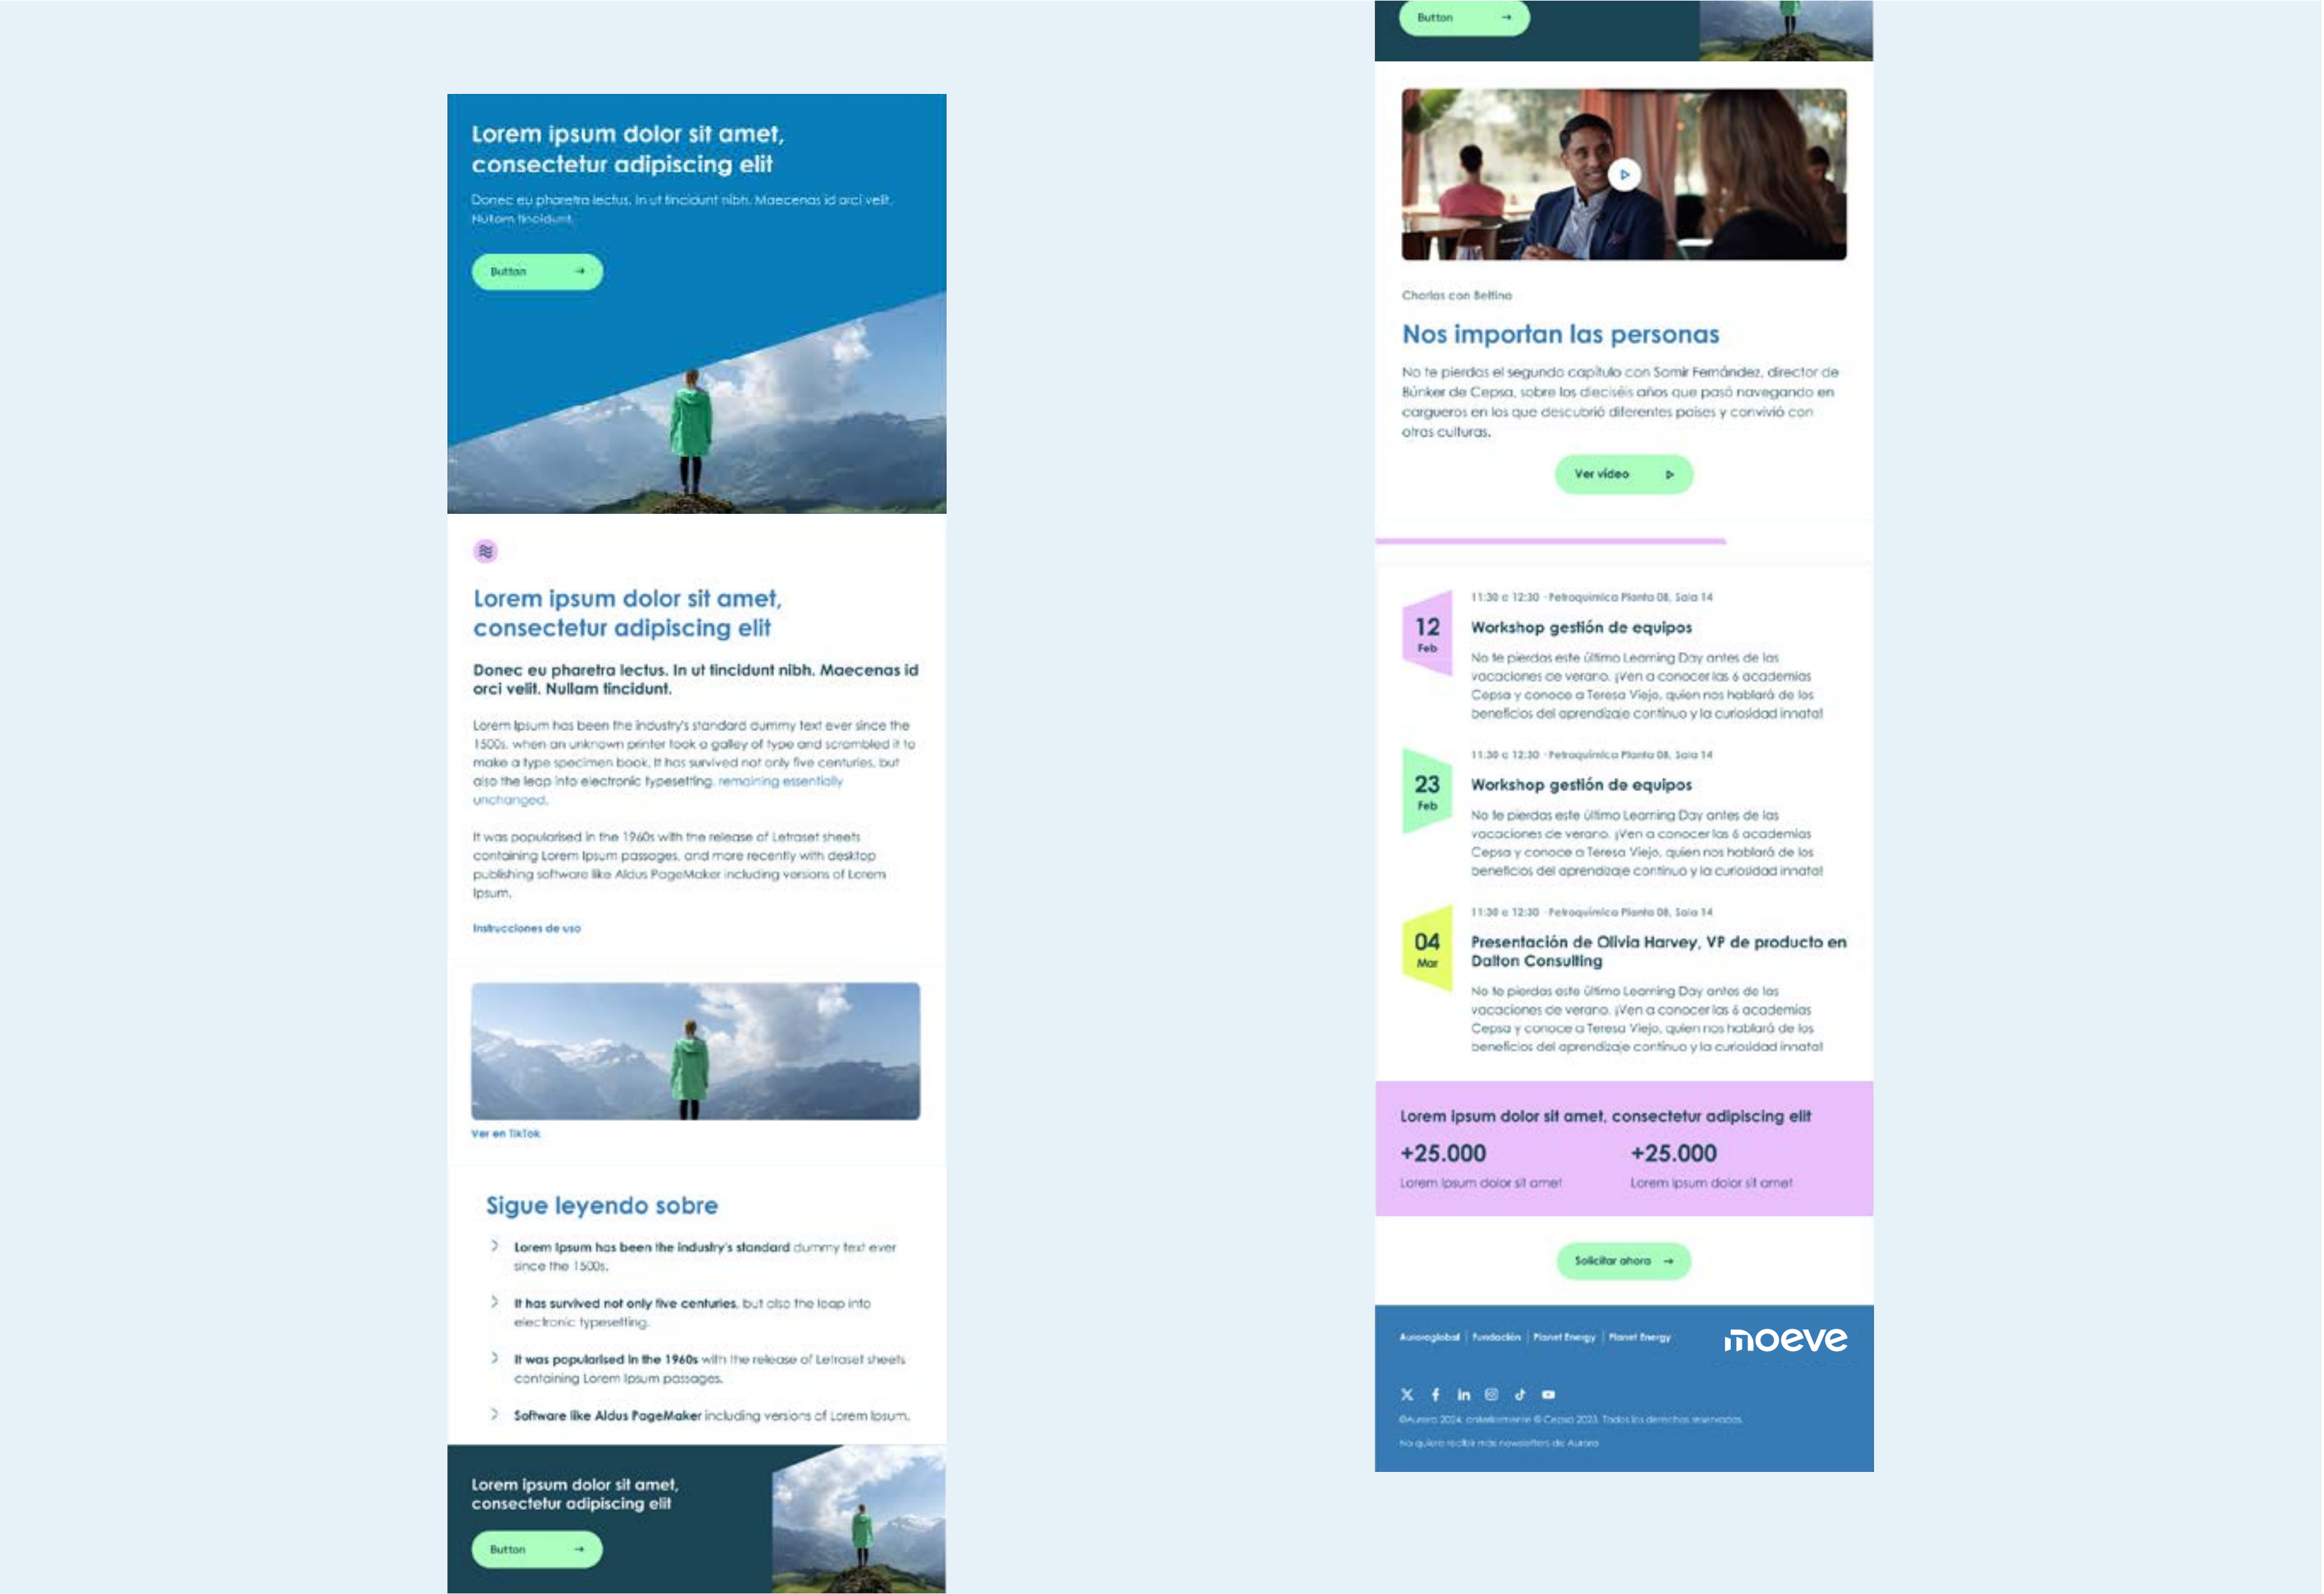 Lorem ipsum dolor sit amet,
consectetur adipiscing elit
Donec eu pharetra lectus. In ut tincidunt nibh. Maecenas id orci velit.
Nullam tincidunt.
Button
Lorem ipsum dolor sit amet,
consectetur adipiscing elit
Donec eu pharetra lectus. In ut tincidunt nibh. Maecenas id
orci velit. Nullam tincidunt.
Lorem Ipsum has been the industry's standard dummy text ever since the
1500s, when an unknown printer took a galley of type and scrambled it to
make a type specimen book. It has survived not only five centuries, but
also the leap into electronic typesetting, remaining essentially
unchanged.
It was popularised in the 1960s with the release of Letraset sheets
containing Lorem Ipsum passages, and more recently with desktop
publishing software like Aldus PageMaker including versions of Lorem
Ipsum.
Instrucciones de uso
Ver en TikTok
Sigue leyendo sobre
Lorem Ipsum has been the industry's standard dummy text ever
since the 1500s.
It has survived not only five centuries, but also the leap into
electronic typesetting.
It was popularised in the 1960s with the release of Letraset sheets
containing Lorem Ipsum passages.
Software like Aldus PageMaker including versions of Lorem Ipsum.
Lorem ipsum dolor sit amet,
consectetur adipiscing elit
Button
Button
Charlas con Beltina
Nos importan las personas
No te pierdas el segundo capítulo con Samir Fernández, director de
Búnker de Cepsa, sobre los dieciséis años que pasó navegando en
cargueros en los que descubrió diferentes países y convivió con
otras culturas.
Ver vídeo
11:30 a 12:30 · Petroquímica Planta 08, Sala 14
12
Feb
Workshop gestión de equipos
No te pierdas este último Learning Day antes de las
vacaciones de verano. ¡Ven a conocer las 6 academias
Cepsa y conoce a Teresa Viejo, quien nos hablará de los
beneficios del aprendizaje continuo y la curiosidad innata!
11:30 a 12:30 · Petroquímica Planta 08, Sala 14
23
Feb
Workshop gestión de equipos
No te pierdas este último Learning Day antes de las
vacaciones de verano. ¡Ven a conocer las 6 academias
Cepsa y conoce a Teresa Viejo, quien nos hablará de los
beneficios del aprendizaje continuo y la curiosidad innata!
11:30 a 12:30 · Petroquímica Planta 08, Sala 14
04
Mar
Presentación de Olivia Harvey, VP de producto en
Dalton Consulting
No te pierdas este último Learning Day antes de las
vacaciones de verano. ¡Ven a conocer las 6 academias
Cepsa y conoce a Teresa Viejo, quien nos hablará de los
beneficios del aprendizaje continuo y la curiosidad innata!
Lorem ipsum dolor sit amet, consectetur adipiscing elit
+25.000 +25.000
Lorem ipsum dolor sit amet Lorem ipsum dolor sit amet
Solicitar ahora
Auroraglobal | Fundación | Planet Energy | Planet Energy
moeve
©Aurora 2024, anteriormente © Cepsa 2023. Todos los derechos reservados.
No quiero recibir más newsletters de Aurora